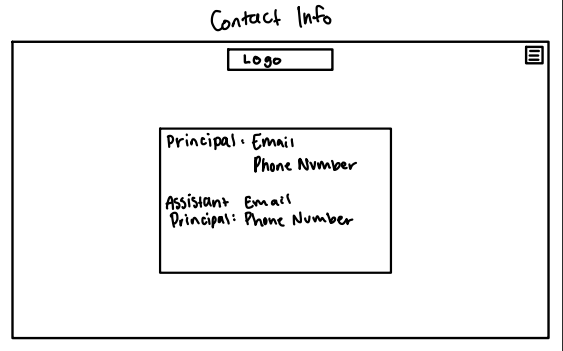 Contact Info
Logo
Principal: Email
Phone Number
Assistant Email
Principal: Phone Number